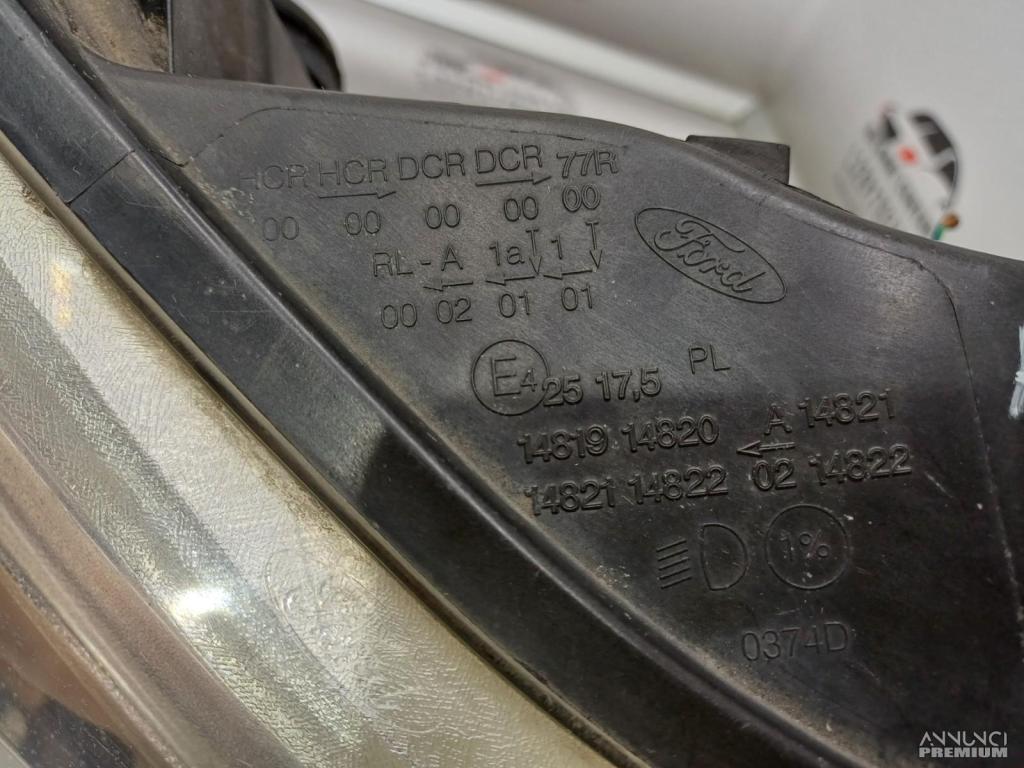 HCR HCR DCR DCR 77R
00 00 00 00 00
RL-A 1a 1
00 02 01 01
Ford
E4 25 17,5 PL
14819 14820 A 14821
14821 14822 02 14822
1%
0374D
ANNUNCI
PREMIUM